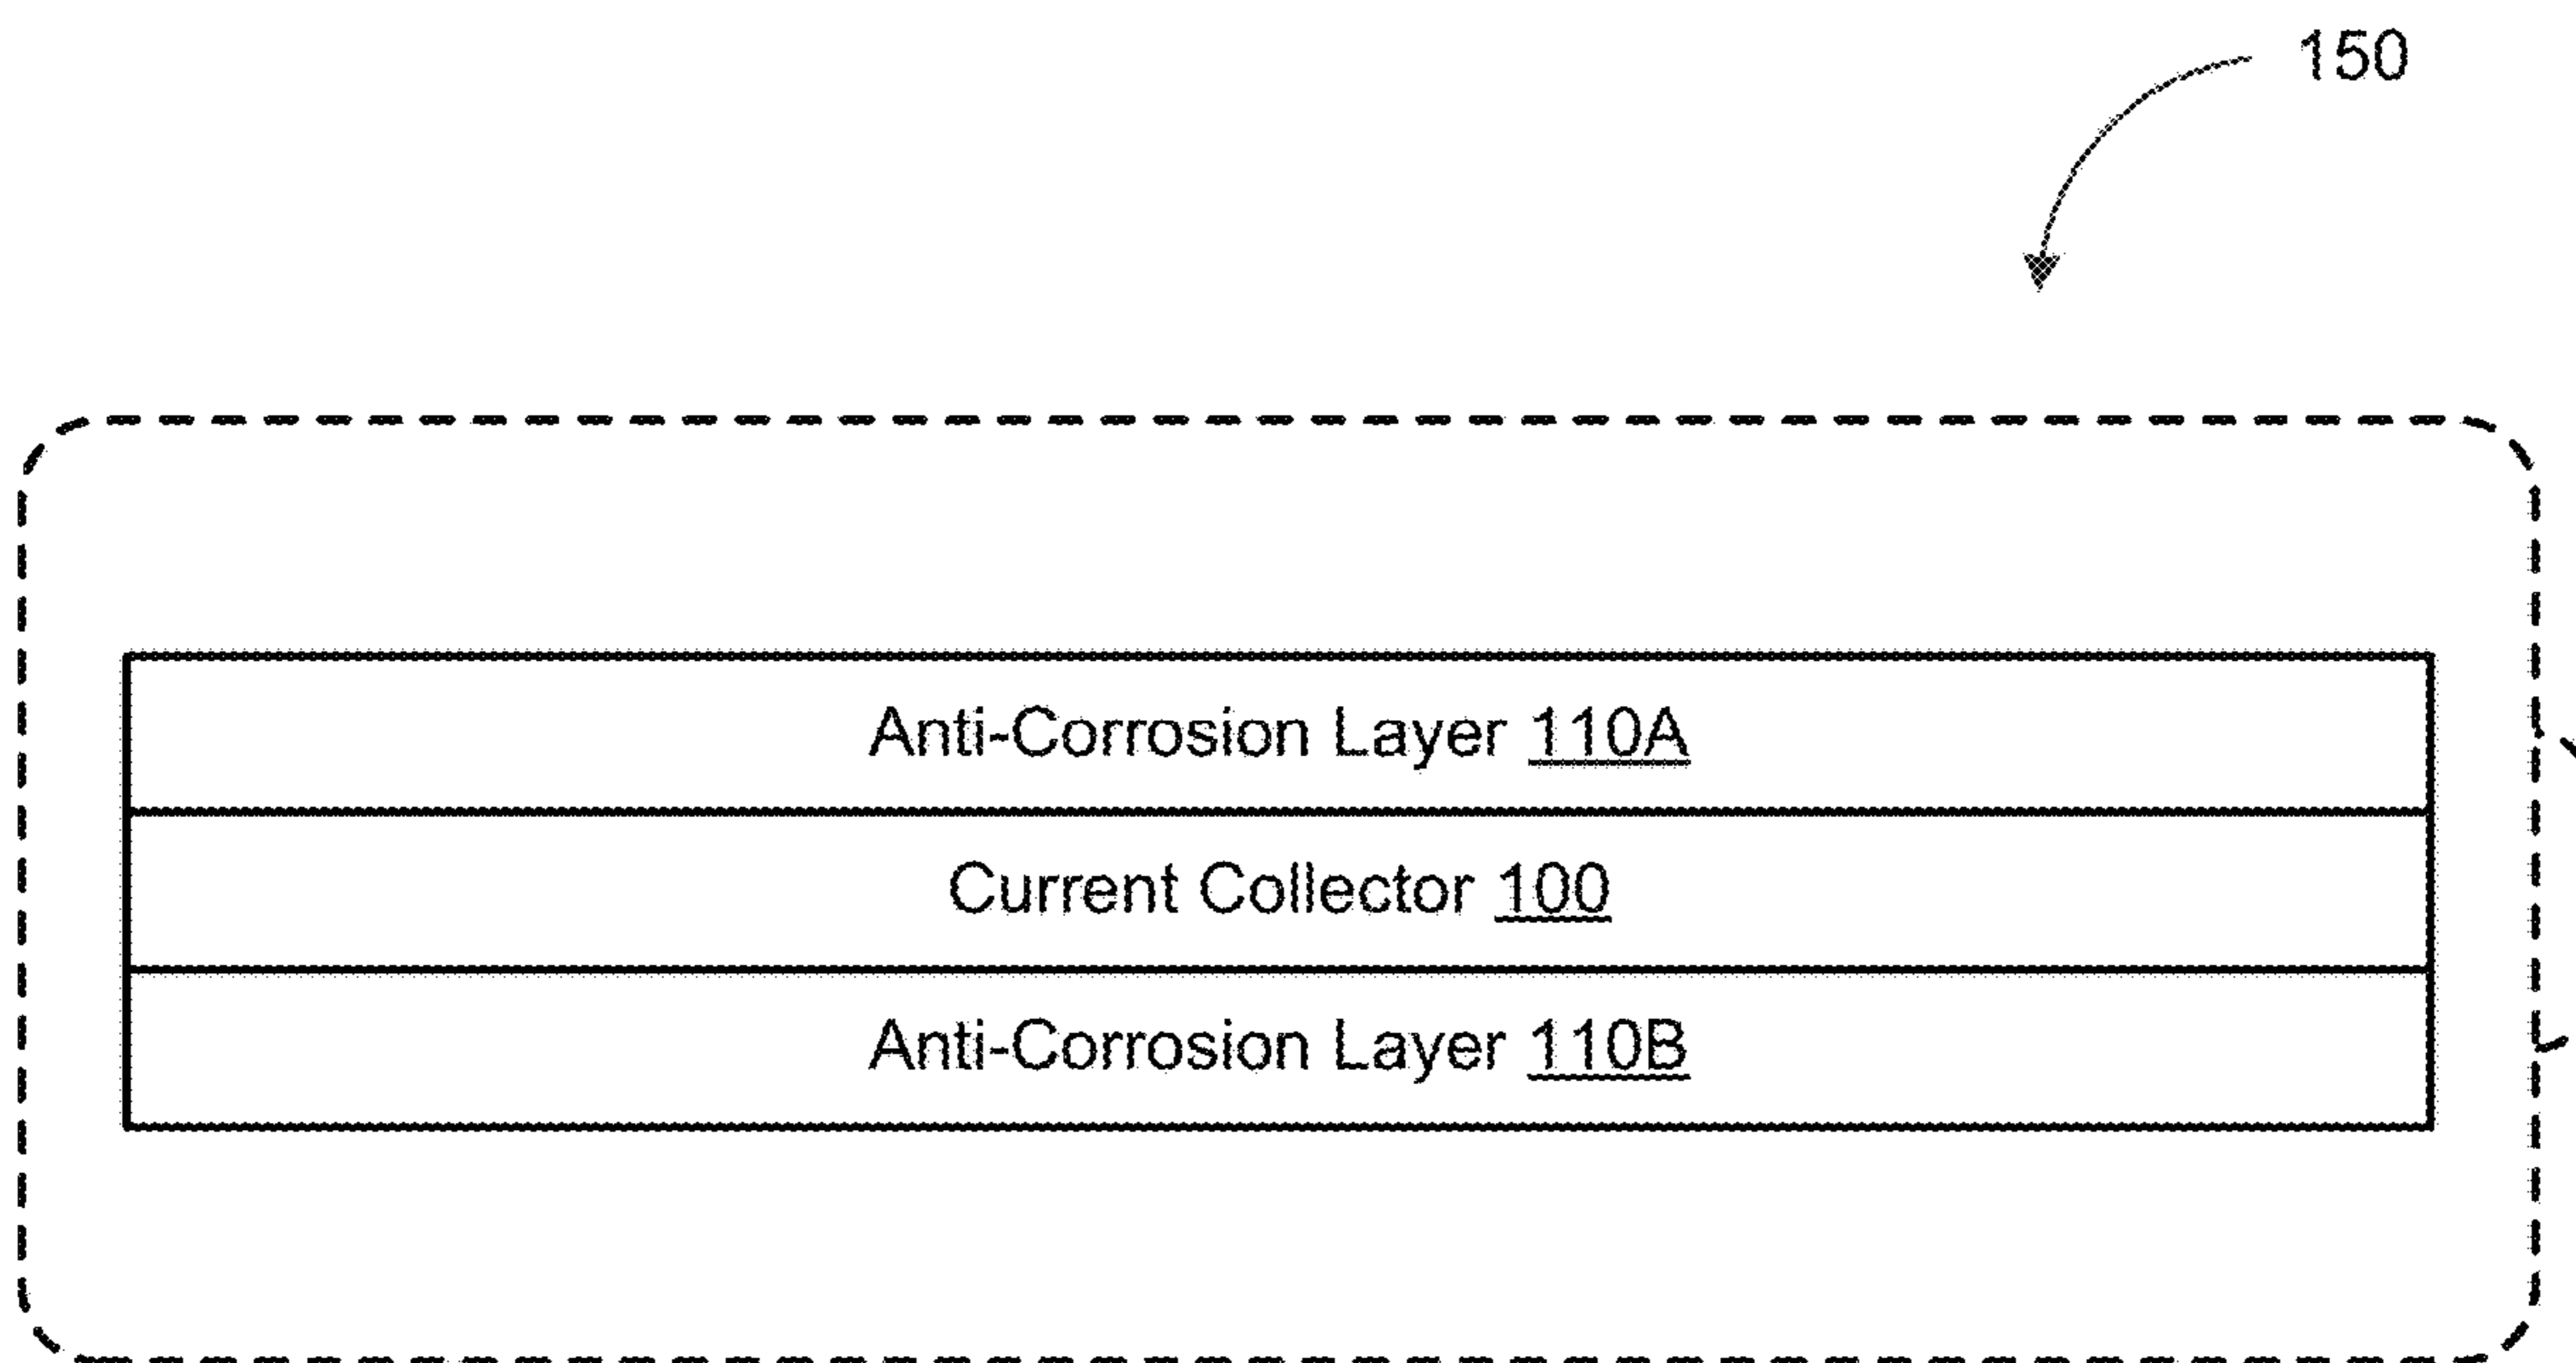 150
Anti-Corrosion Layer 110A
Current Collector 100
Anti-Corrosion Layer 110B